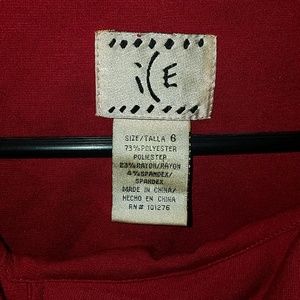 iCE
SIZE/TALLA 6
73% POLYESTER
POLIESTER
23% RAYON/RAYON
4% SPANDEX/
SPANDEX
MADE IN CHINA/
HECHO EN CHINA
RN# 101276